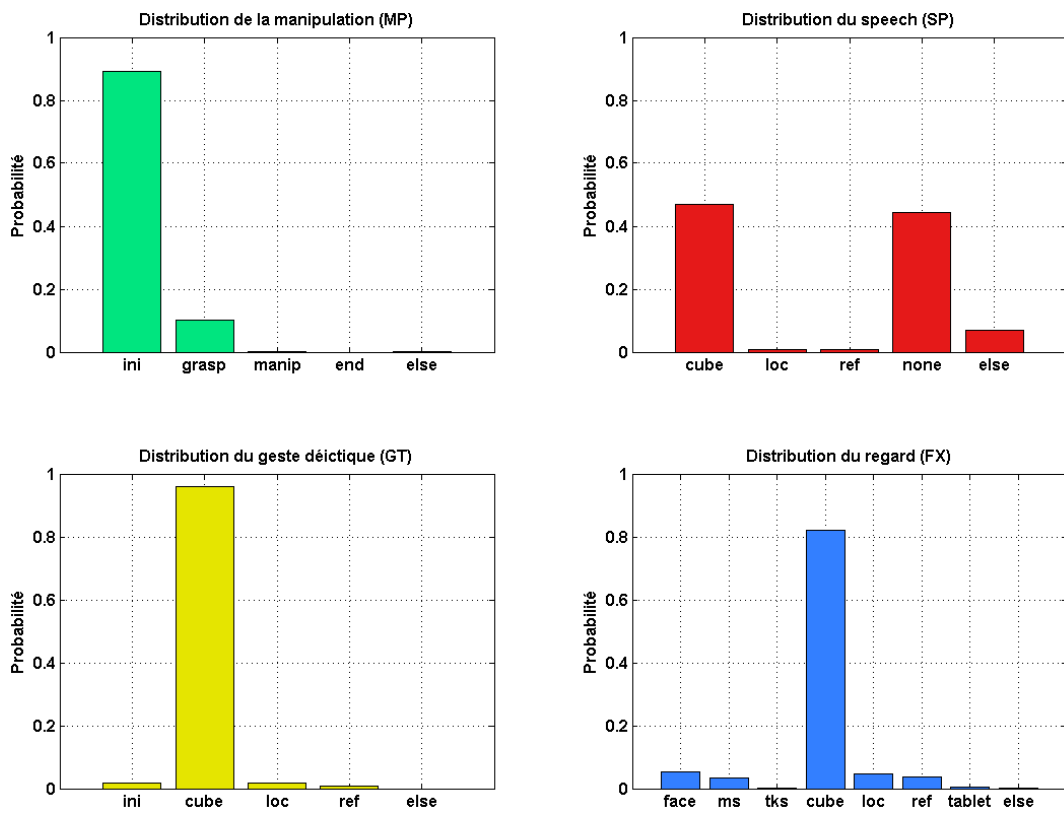 Distribution de la manipulation (MP)
Probabilité
1
0.8
0.6
0.4
0.2
0
ini grasp manip end else
Distribution du speech (SP)
Probabilité
1
0.8
0.6
0.4
0.2
0
cube loc ref none else
Distribution du geste déictique (GT)
Probabilité
1
0.8
0.6
0.4
0.2
0
ini cube loc ref else
Distribution du regard (FX)
Probabilité
1
0.8
0.6
0.4
0.2
0
face ms tks cube loc ref tablet else